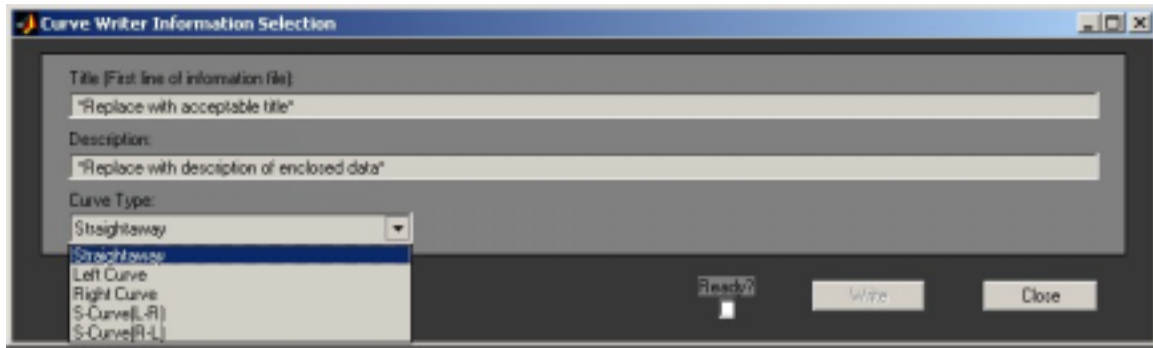 Curve Writer Information Selection
Title (First line of information file):
"Replace with acceptable title"
Description:
"Replace with description of enclosed data"
Curve Type:
Straightaway
Straightaway
Left Curve
Right Curve
S-Curve(L-R)
S-Curve(R-L)
Ready?
Write
Close